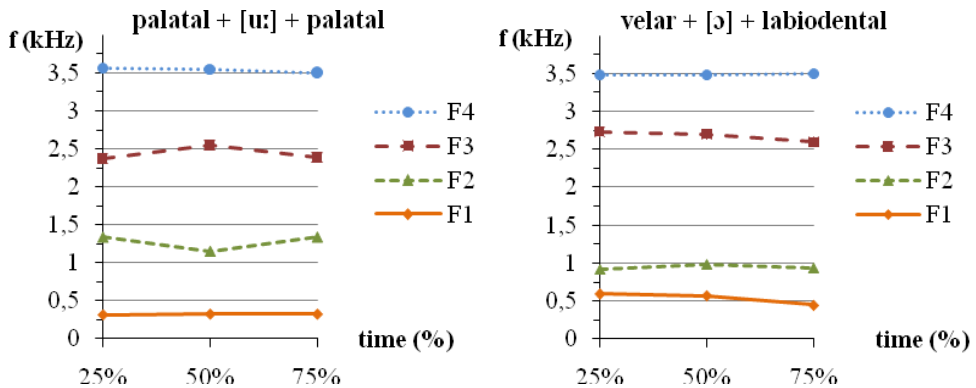 palatal + [uː] + palatal
f (kHz)
3,5
3
2,5
2
1,5
1
0,5
0
25% 50% 75%
time (%)
F4
F3
F2
F1
velar + [ɔ] + labiodental
f (kHz)
3,5
3
2,5
2
1,5
1
0,5
0
25% 50% 75%
time (%)
F4
F3
F2
F1